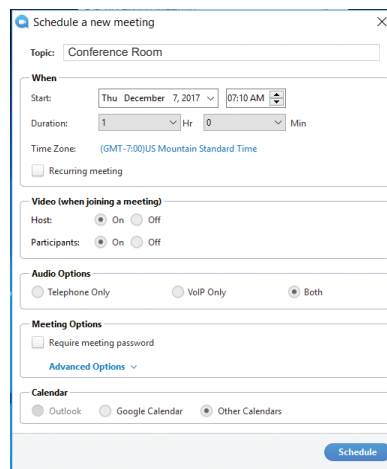 Schedule a new meeting
Topic: Conference Room
When
Start: Thu December 7, 2017 07:10 AM
Duration: 1 Hr 0 Min
Time Zone: (GMT-7:00)US Mountain Standard Time
Recurring meeting
Video (when joining a meeting)
Host: On Off
Participants: On Off
Audio Options
Telephone Only VoIP Only Both
Meeting Options
Require meeting password
Advanced Options
Calendar
Outlook Google Calendar Other Calendars
Schedule